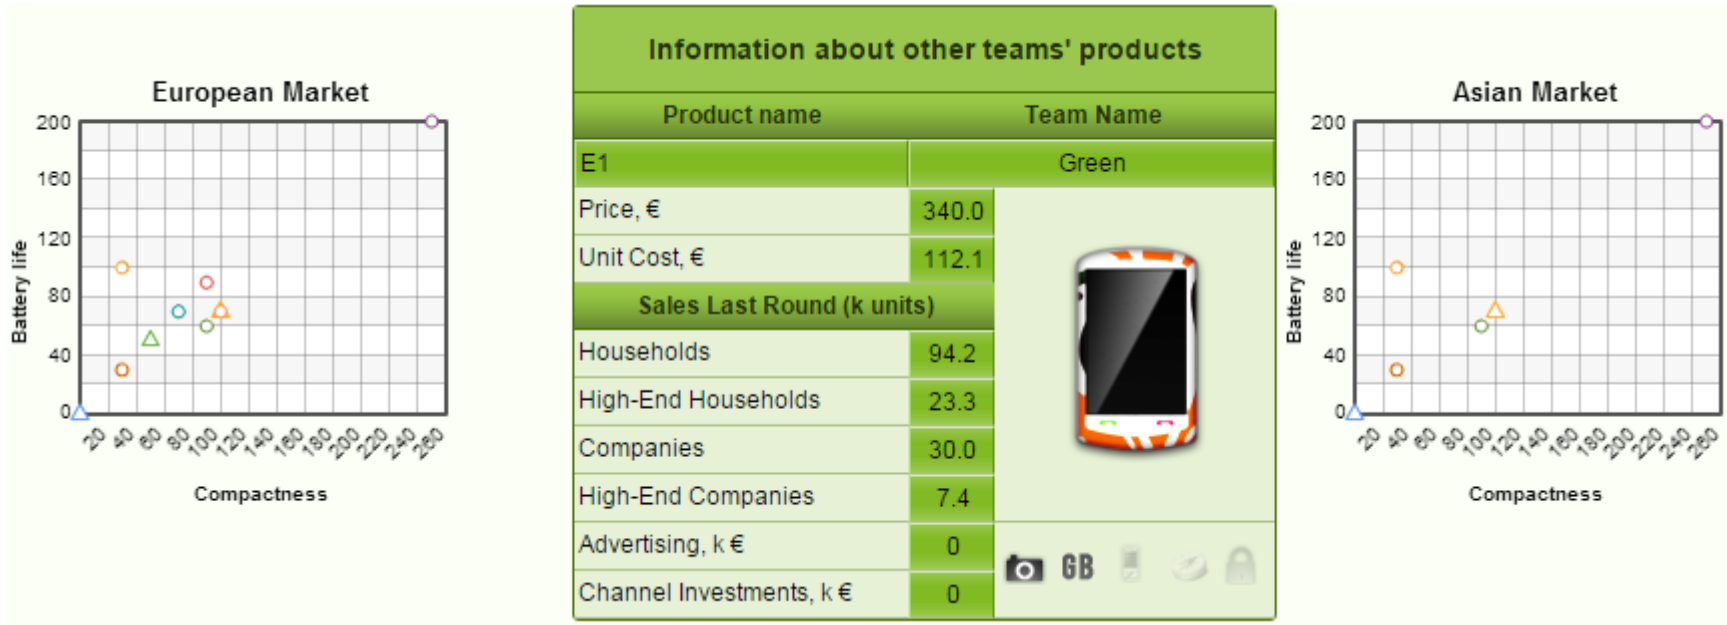 European Market
200
160
120
80
40
0
Battery life
20 40 60 80 100 120 140 160 180 200 220 240 260
Compactness
Information about other teams' products
Product name Team Name
E1 Green
Price, € 340.0
Unit Cost, € 112.1
Sales Last Round (k units)
Households 94.2
High-End Households 23.3
Companies 30.0
High-End Companies 7.4
Advertising, k € 0
Channel Investments, k € 0
GB
Asian Market
200
160
120
80
40
0
Battery life
20 40 60 80 100 120 140 160 180 200 220 240 260
Compactness